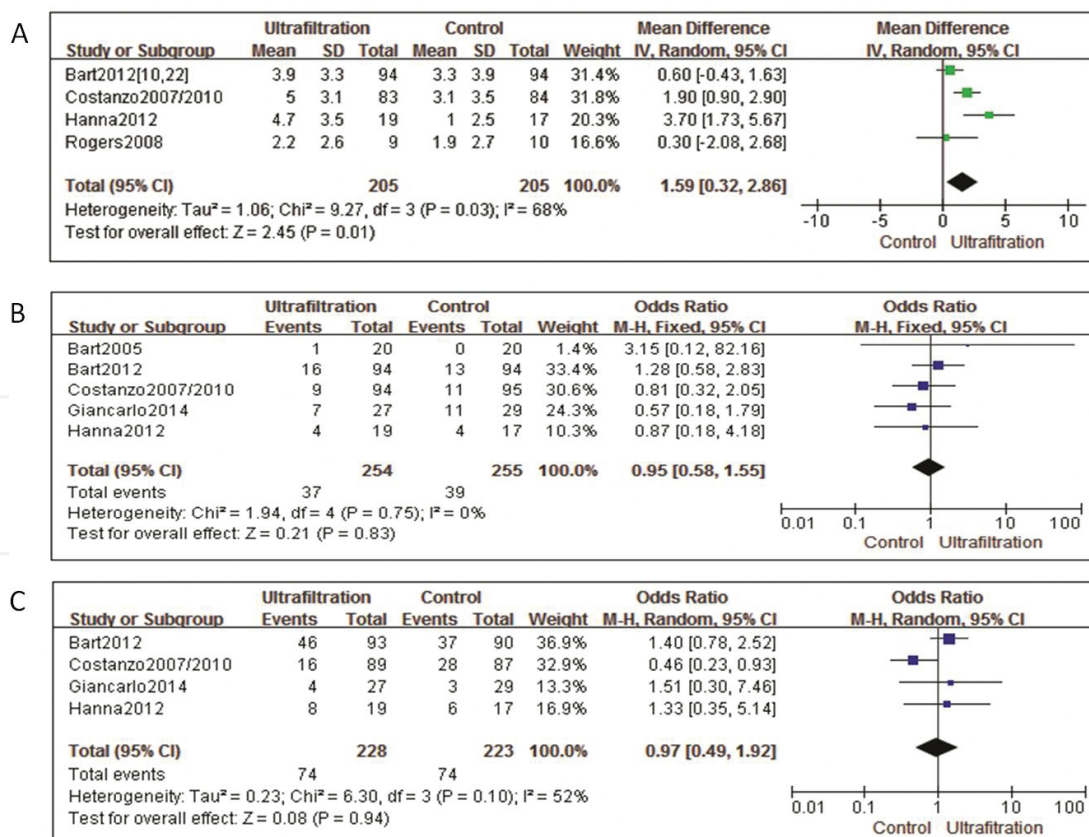 A
Ultrafiltration Control Mean Difference Mean Difference
Study or Subgroup Mean SD Total Mean SD Total Weight IV, Random, 95% CI IV, Random, 95% CI
Bart2012[10,22] 3.9 3.3 94 3.3 3.9 94 31.4% 0.60 [-0.43, 1.63]
Costanzo2007/2010 5 3.1 83 3.1 3.5 84 31.8% 1.90 [0.90, 2.90]
Hanna2012 4.7 3.5 19 1 2.5 17 20.3% 3.70 [1.73, 5.67]
Rogers2008 2.2 2.6 9 1.9 2.7 10 16.6% 0.30 [-2.08, 2.68]
Total (95% CI) 205 205 100.0% 1.59 [0.32, 2.86]
Heterogeneity: Tau² = 1.06; Chi² = 9.27, df = 3 (P = 0.03); I² = 68%
Test for overall effect: Z = 2.45 (P = 0.01)
-10 -5 0 5 10
Control Ultrafitration
B
Ultrafiltration Control Odds Ratio Odds Ratio
Study or Subgroup Events Total Events Total Weight M-H, Fixed, 95% CI M-H, Fixed, 95% CI
Bart2005 1 20 0 20 1.4% 3.15 [0.12, 82.16]
Bart2012 16 94 13 94 33.4% 1.28 [0.58, 2.83]
Costanzo2007/2010 9 94 11 95 30.6% 0.81 [0.32, 2.05]
Giancarlo2014 7 27 11 29 24.3% 0.57 [0.18, 1.79]
Hanna2012 4 19 4 17 10.3% 0.87 [0.18, 4.18]
Total (95% CI) 254 255 100.0% 0.95 [0.58, 1.55]
Total events 37 39
Heterogeneity: Chi² = 1.94, df = 4 (P = 0.75); I² = 0%
Test for overall effect: Z = 0.21 (P = 0.83)
0.01 0.1 1 10 100
Control Ultrafiltration
C
Ultrafiltration Control Odds Ratio Odds Ratio
Study or Subgroup Events Total Events Total Weight M-H, Random, 95% CI M-H, Random, 95% CI
Bart2012 46 93 37 90 36.9% 1.40 [0.78, 2.52]
Costanzo2007/2010 16 89 28 87 32.9% 0.46 [0.23, 0.93]
Giancarlo2014 4 27 3 29 13.3% 1.51 [0.30, 7.46]
Hanna2012 8 19 6 17 16.9% 1.33 [0.35, 5.14]
Total (95% CI) 228 223 100.0% 0.97 [0.49, 1.92]
Total events 74 74
Heterogeneity: Tau² = 0.23; Chi² = 6.30, df = 3 (P = 0.10); I² = 52%
Test for overall effect: Z = 0.08 (P = 0.94)
0.01 0.1 1 10 100
Control Ultrafiltration